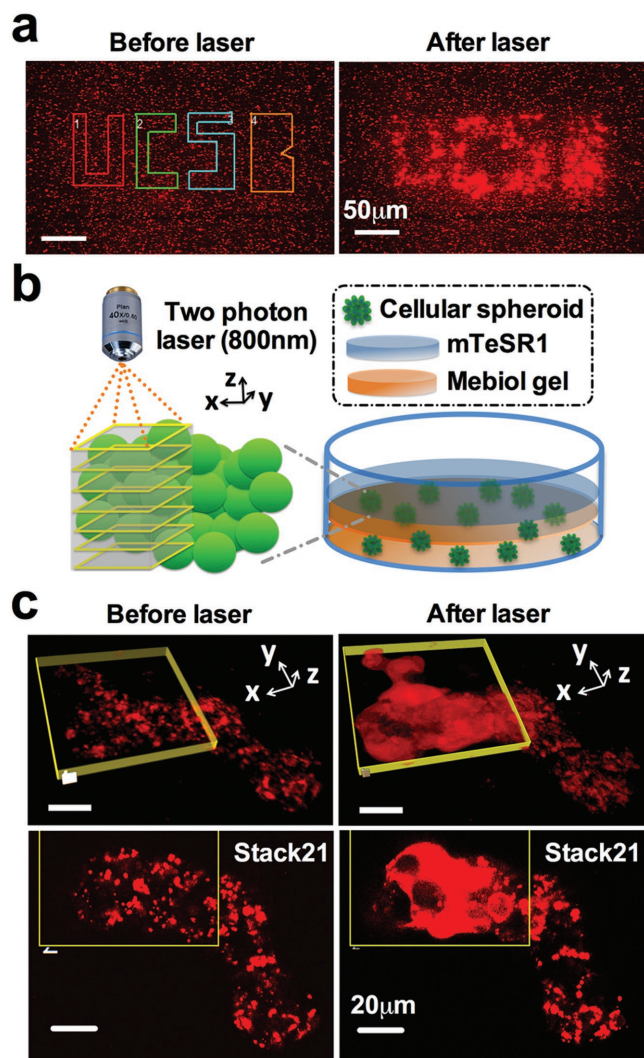 a
Before laser
After laser
1
2
3
4
50μm
b
Plan
40X/0.60
Two photon
laser (800nm)
z
x
y
Cellular spheroid
mTeSR1
Mebiol gel
c
Before laser
After laser
y
x
z
y
x
z
Stack21
Stack21
20μm